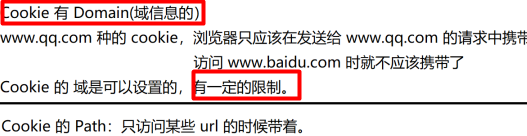 Cookie 有 Domain(域信息的)
www.qq.com 种的 cookie，浏览器只应该在发送给 www.qq.com 的请求中携带
访问 www.baidu.com 时就不应该携带了
Cookie 的 域是可以设置的，有一定的限制。
Cookie 的 Path：只访问某些 url 的时候带着。